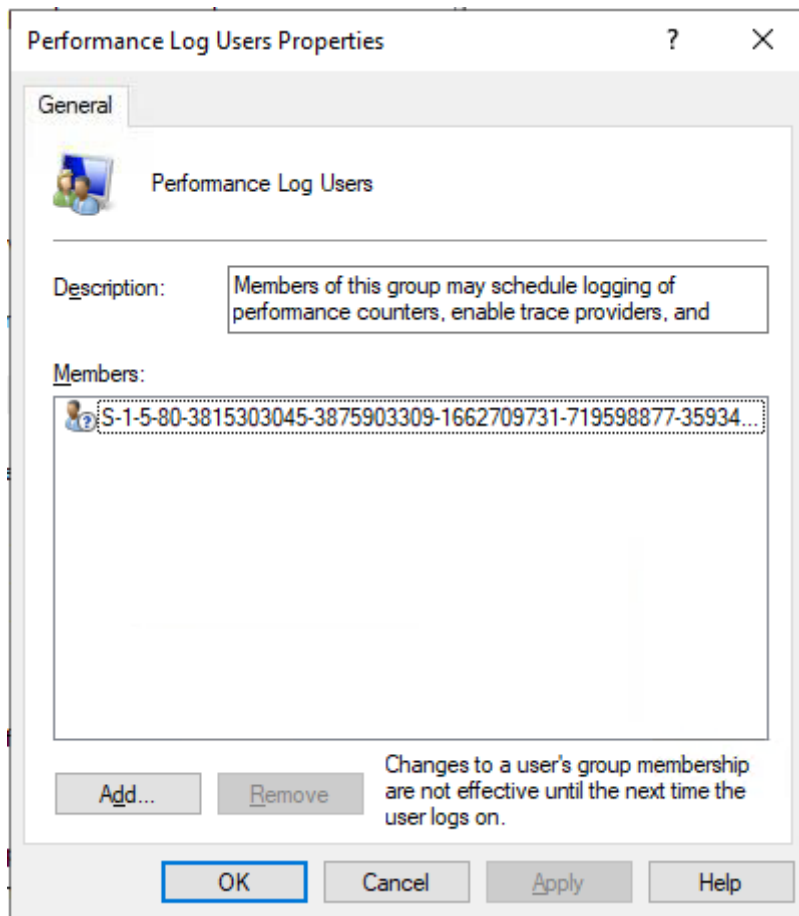 Performance Log Users Properties
?
General
Performance Log Users
Description:
Members of this group may schedule logging of
performance counters, enable trace providers, and
Members:
S-1-5-80-3815303045-3875903309-1662709731-719598877-35934...
Add...
Remove
Changes to a user's group membership
are not effective until the next time the
user logs on.
OK
Cancel
Apply
Help